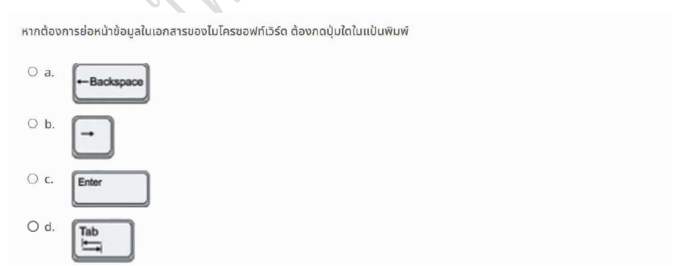 หากต้องการย่อหน้าข้อมูลในเอกสารของไมโครซอฟท์เวิร์ด ต้องกดปุ่มใดในแป้นพิมพ์
a. ←Backspace
b. →
c. Enter
d. Tab